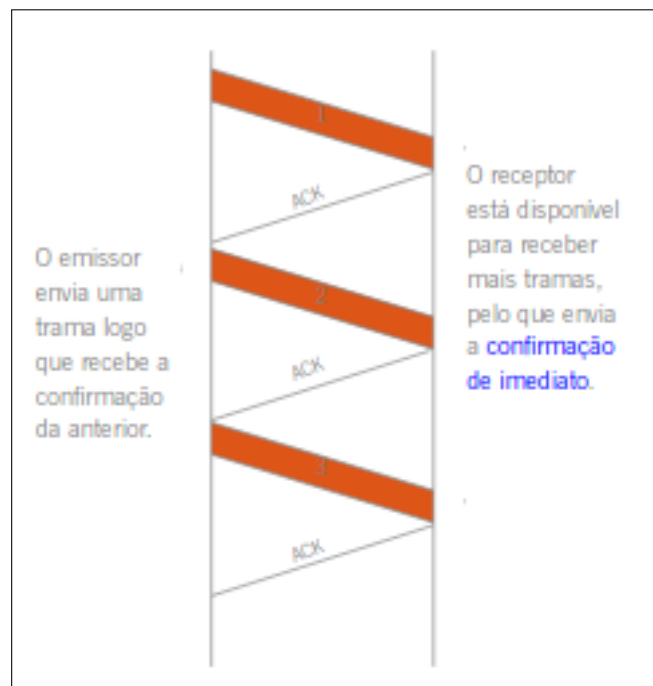 1
ACK
O receptor
está disponível
para receber
mais tramas,
pelo que envia
a confirmação
de imediato.
O emissor
envia uma
trama logo
que recebe a
confirmação
da anterior.
2
ACK
3
ACK